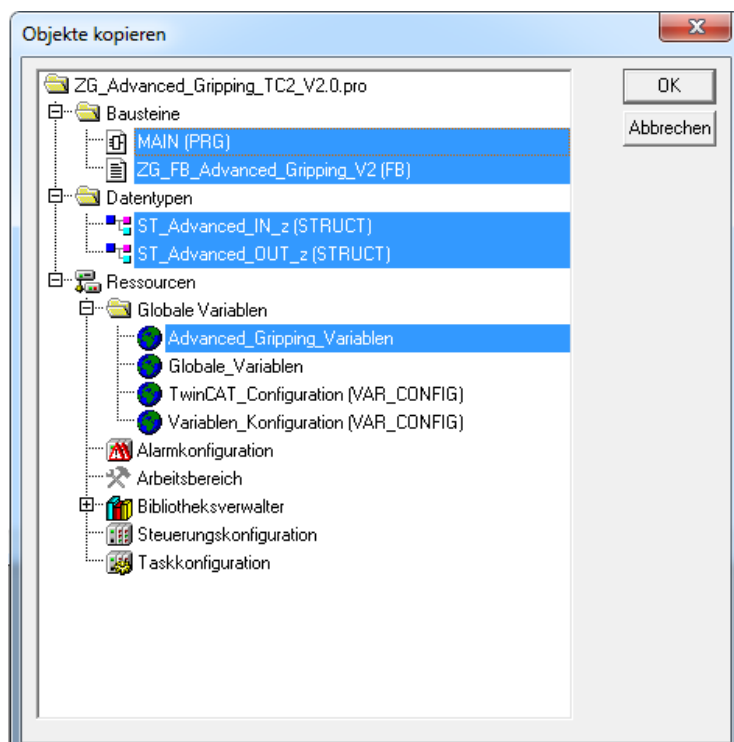 Objekte kopieren
ZG_Advanced_Gripping_TC2_V2.0.pro
OK
Bausteine
Abbrechen
MAIN (PRG)
ZG_FB_Advanced_Gripping_V2 (FB)
Datentypen
ST_Advanced_IN_z (STRUCT)
ST_Advanced_OUT_z (STRUCT)
Ressourcen
Globale Variablen
Advanced_Gripping_Variablen
Globale_Variablen
TwinCAT_Configuration (VAR_CONFIG)
Variablen_Konfiguration (VAR_CONFIG)
Alarmkonfiguration
Arbeitsbereich
Bibliotheksverwalter
Steuerungskonfiguration
Taskkonfiguration